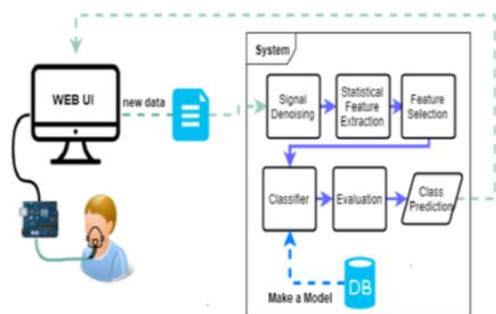 System
WEB UI
new data
Signal
Denoising
Statistical
Feature
Extraction
Feature
Selection
Classifier
Evaluation
Class
Prediction
Make a Model
DB